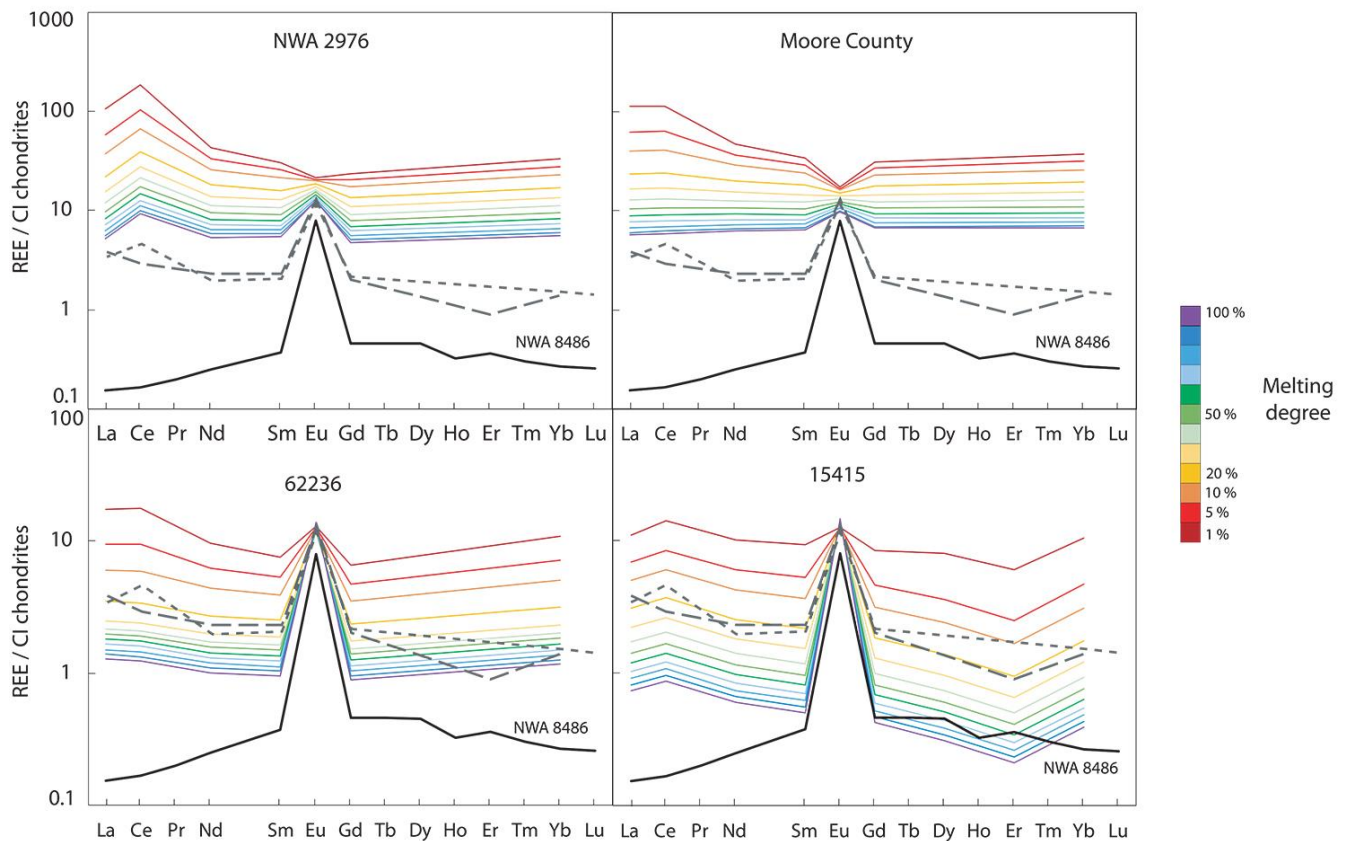 1000
100
10
1
0.1
REE / CI chondrites
NWA 2976
NWA 8486
Moore County
NWA 8486
La Ce Pr Nd Sm Eu Gd Tb Dy Ho Er Tm Yb Lu
La Ce Pr Nd Sm Eu Gd Tb Dy Ho Er Tm Yb Lu
100
10
1
0.1
REE / CI chondrites
62236
NWA 8486
15415
NWA 8486
La Ce Pr Nd Sm Eu Gd Tb Dy Ho Er Tm Yb Lu
La Ce Pr Nd Sm Eu Gd Tb Dy Ho Er Tm Yb Lu
100 %
50 %
20 %
10 %
5 %
1 %
Melting
degree